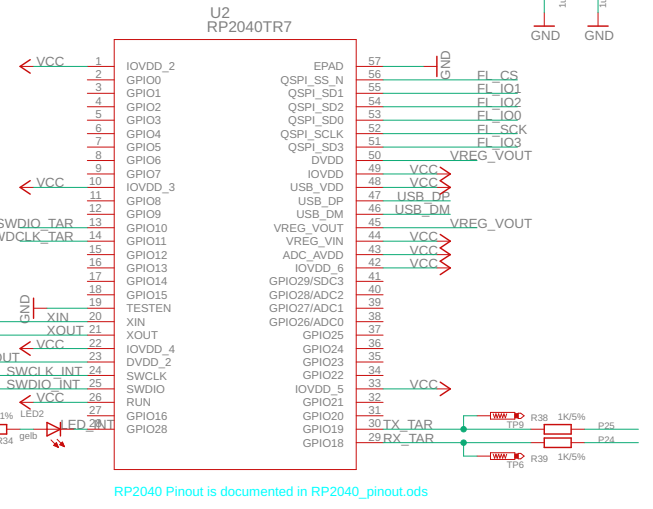 U2
RP2040TR7
GND
GND
VCC 1 IOVDD_2 EPAD 57 GND
2 GPIO0 QSPI_SS_N 56 FL_CS
3 GPIO1 QSPI_SD1 55 FL_IO1
4 GPIO2 QSPI_SD2 54 FL_IO2
5 GPIO3 QSPI_SD0 53 FL_IO0
6 GPIO4 QSPI_SCLK 52 FL_SCK
7 GPIO5 QSPI_SD3 51 FL_IO3
8 GPIO6 DVDD 50 VREG_VOUT
9 GPIO7 IOVDD 49 VCC
VCC 10 IOVDD_3 USB_VDD 48 VCC
11 GPIO8 USB_DP 47 USB_DP
12 GPIO9 USB_DM 46 USB_DM
SWDIO_TAR 13 GPIO10 VREG_VOUT 45 VREG_VOUT
WDCLK_TAR 14 GPIO11 VREG_VIN 44 VCC
15 GPIO12 ADC_AVDD 43 VCC
16 GPIO13 IOVDD_6 42 VCC
17 GPIO14 GPIO29/SDC3 41
18 GPIO15 GPIO28/ADC2 40
GND 19 TESTEN GPIO27/ADC1 39
XIN 20 XIN GPIO26/ADC0 38
XOUT 21 XOUT GPIO25 37
VCC 22 IOVDD_4 GPIO24 36
OUT 23 DVDD_2 GPIO23 35
SWCLK_INT 24 SWCLK GPIO22 34
SWDIO_INT 25 SWDIO IOVDD_5 33 VCC
VCC 26 RUN GPIO21 32
1% LED2 27 GPIO16 GPIO20 31
R34 gelb LED_INT 28 GPIO28 GPIO19 30 TX_TAR TP9 R38 1K/5% P25
GPIO18 29 RX_TAR TP6 R39 1K/5% P24
RP2040 Pinout is documented in RP2040_pinout.ods